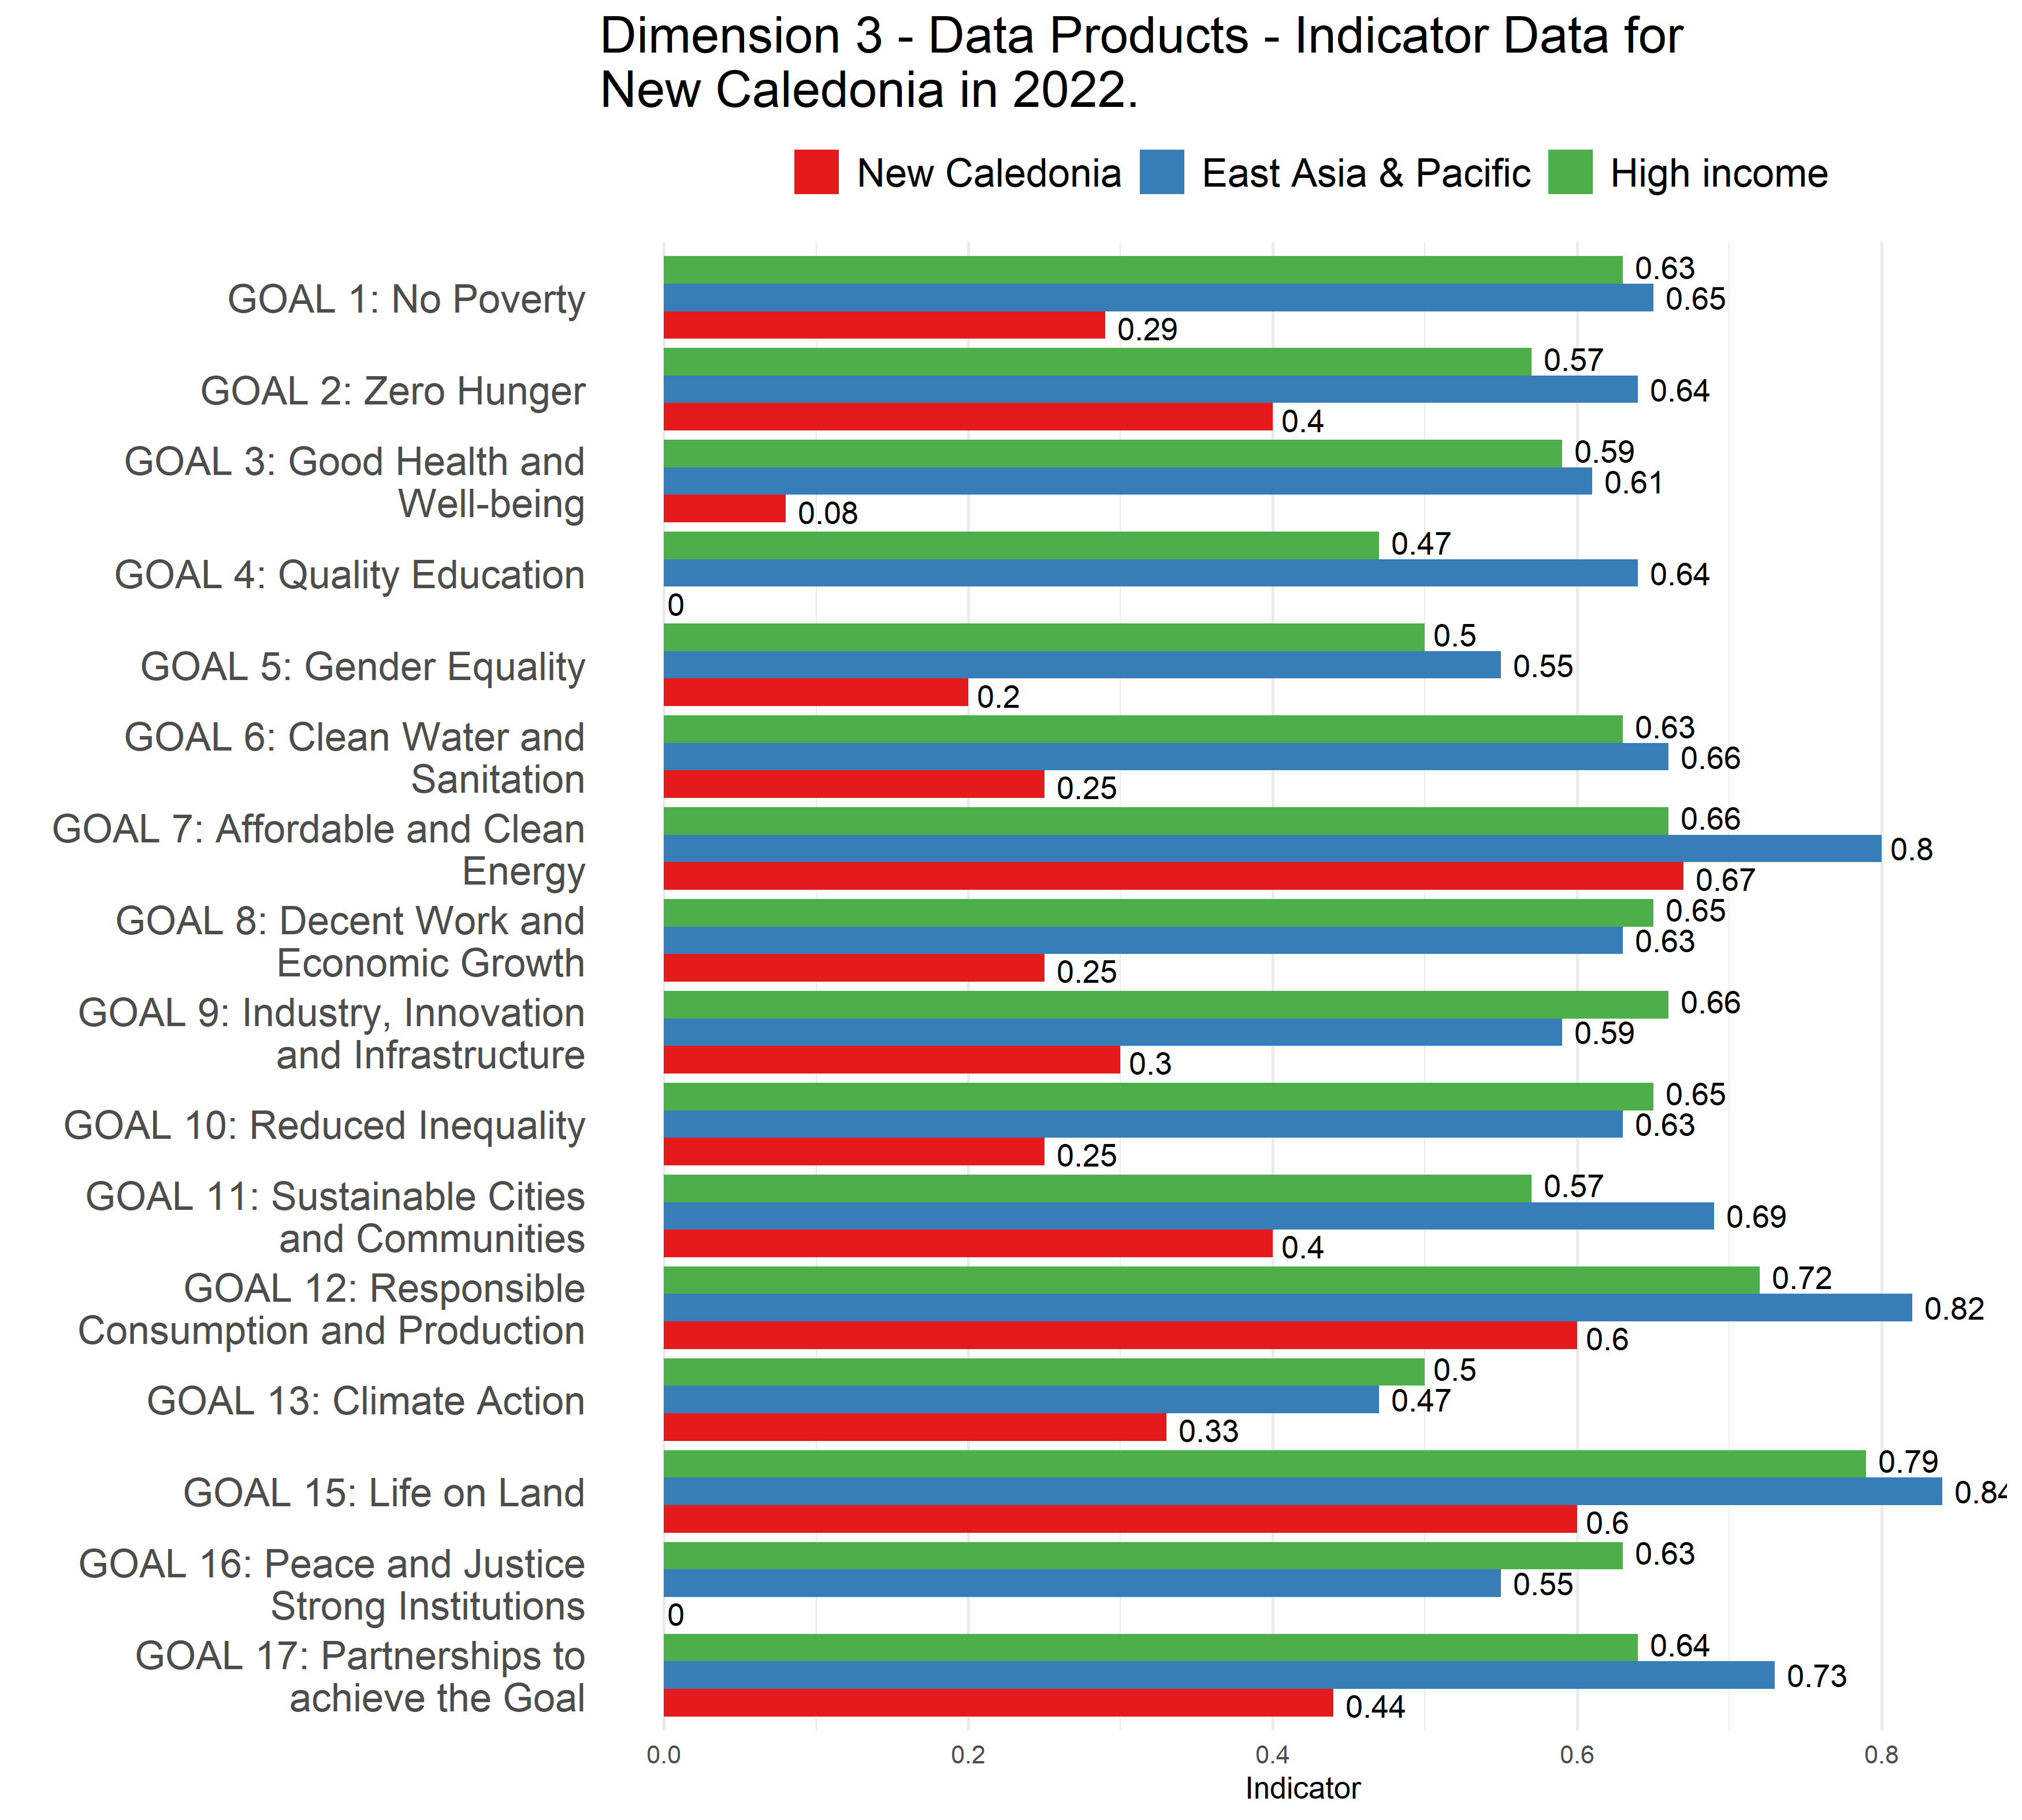 Dimension 3 - Data Products - Indicator Data for
New Caledonia in 2022.
New Caledonia East Asia & Pacific High income
GOAL 1: No Poverty
0.63
0.65
0.29
GOAL 2: Zero Hunger
0.57
0.64
0.4
GOAL 3: Good Health and
Well-being
0.59
0.61
0.08
GOAL 4: Quality Education
0.47
0.64
0
GOAL 5: Gender Equality
0.5
0.55
0.2
GOAL 6: Clean Water and
Sanitation
0.63
0.66
0.25
GOAL 7: Affordable and Clean
Energy
0.66
0.8
0.67
GOAL 8: Decent Work and
Economic Growth
0.65
0.63
0.25
GOAL 9: Industry, Innovation
and Infrastructure
0.66
0.59
0.3
GOAL 10: Reduced Inequality
0.65
0.63
0.25
GOAL 11: Sustainable Cities
and Communities
0.57
0.69
0.4
GOAL 12: Responsible
Consumption and Production
0.72
0.82
0.6
GOAL 13: Climate Action
0.5
0.47
0.33
GOAL 15: Life on Land
0.79
0.84
0.6
GOAL 16: Peace and Justice
Strong Institutions
0.63
0.55
0
GOAL 17: Partnerships to
achieve the Goal
0.64
0.73
0.44
0.0 0.2 0.4 0.6 0.8
Indicator